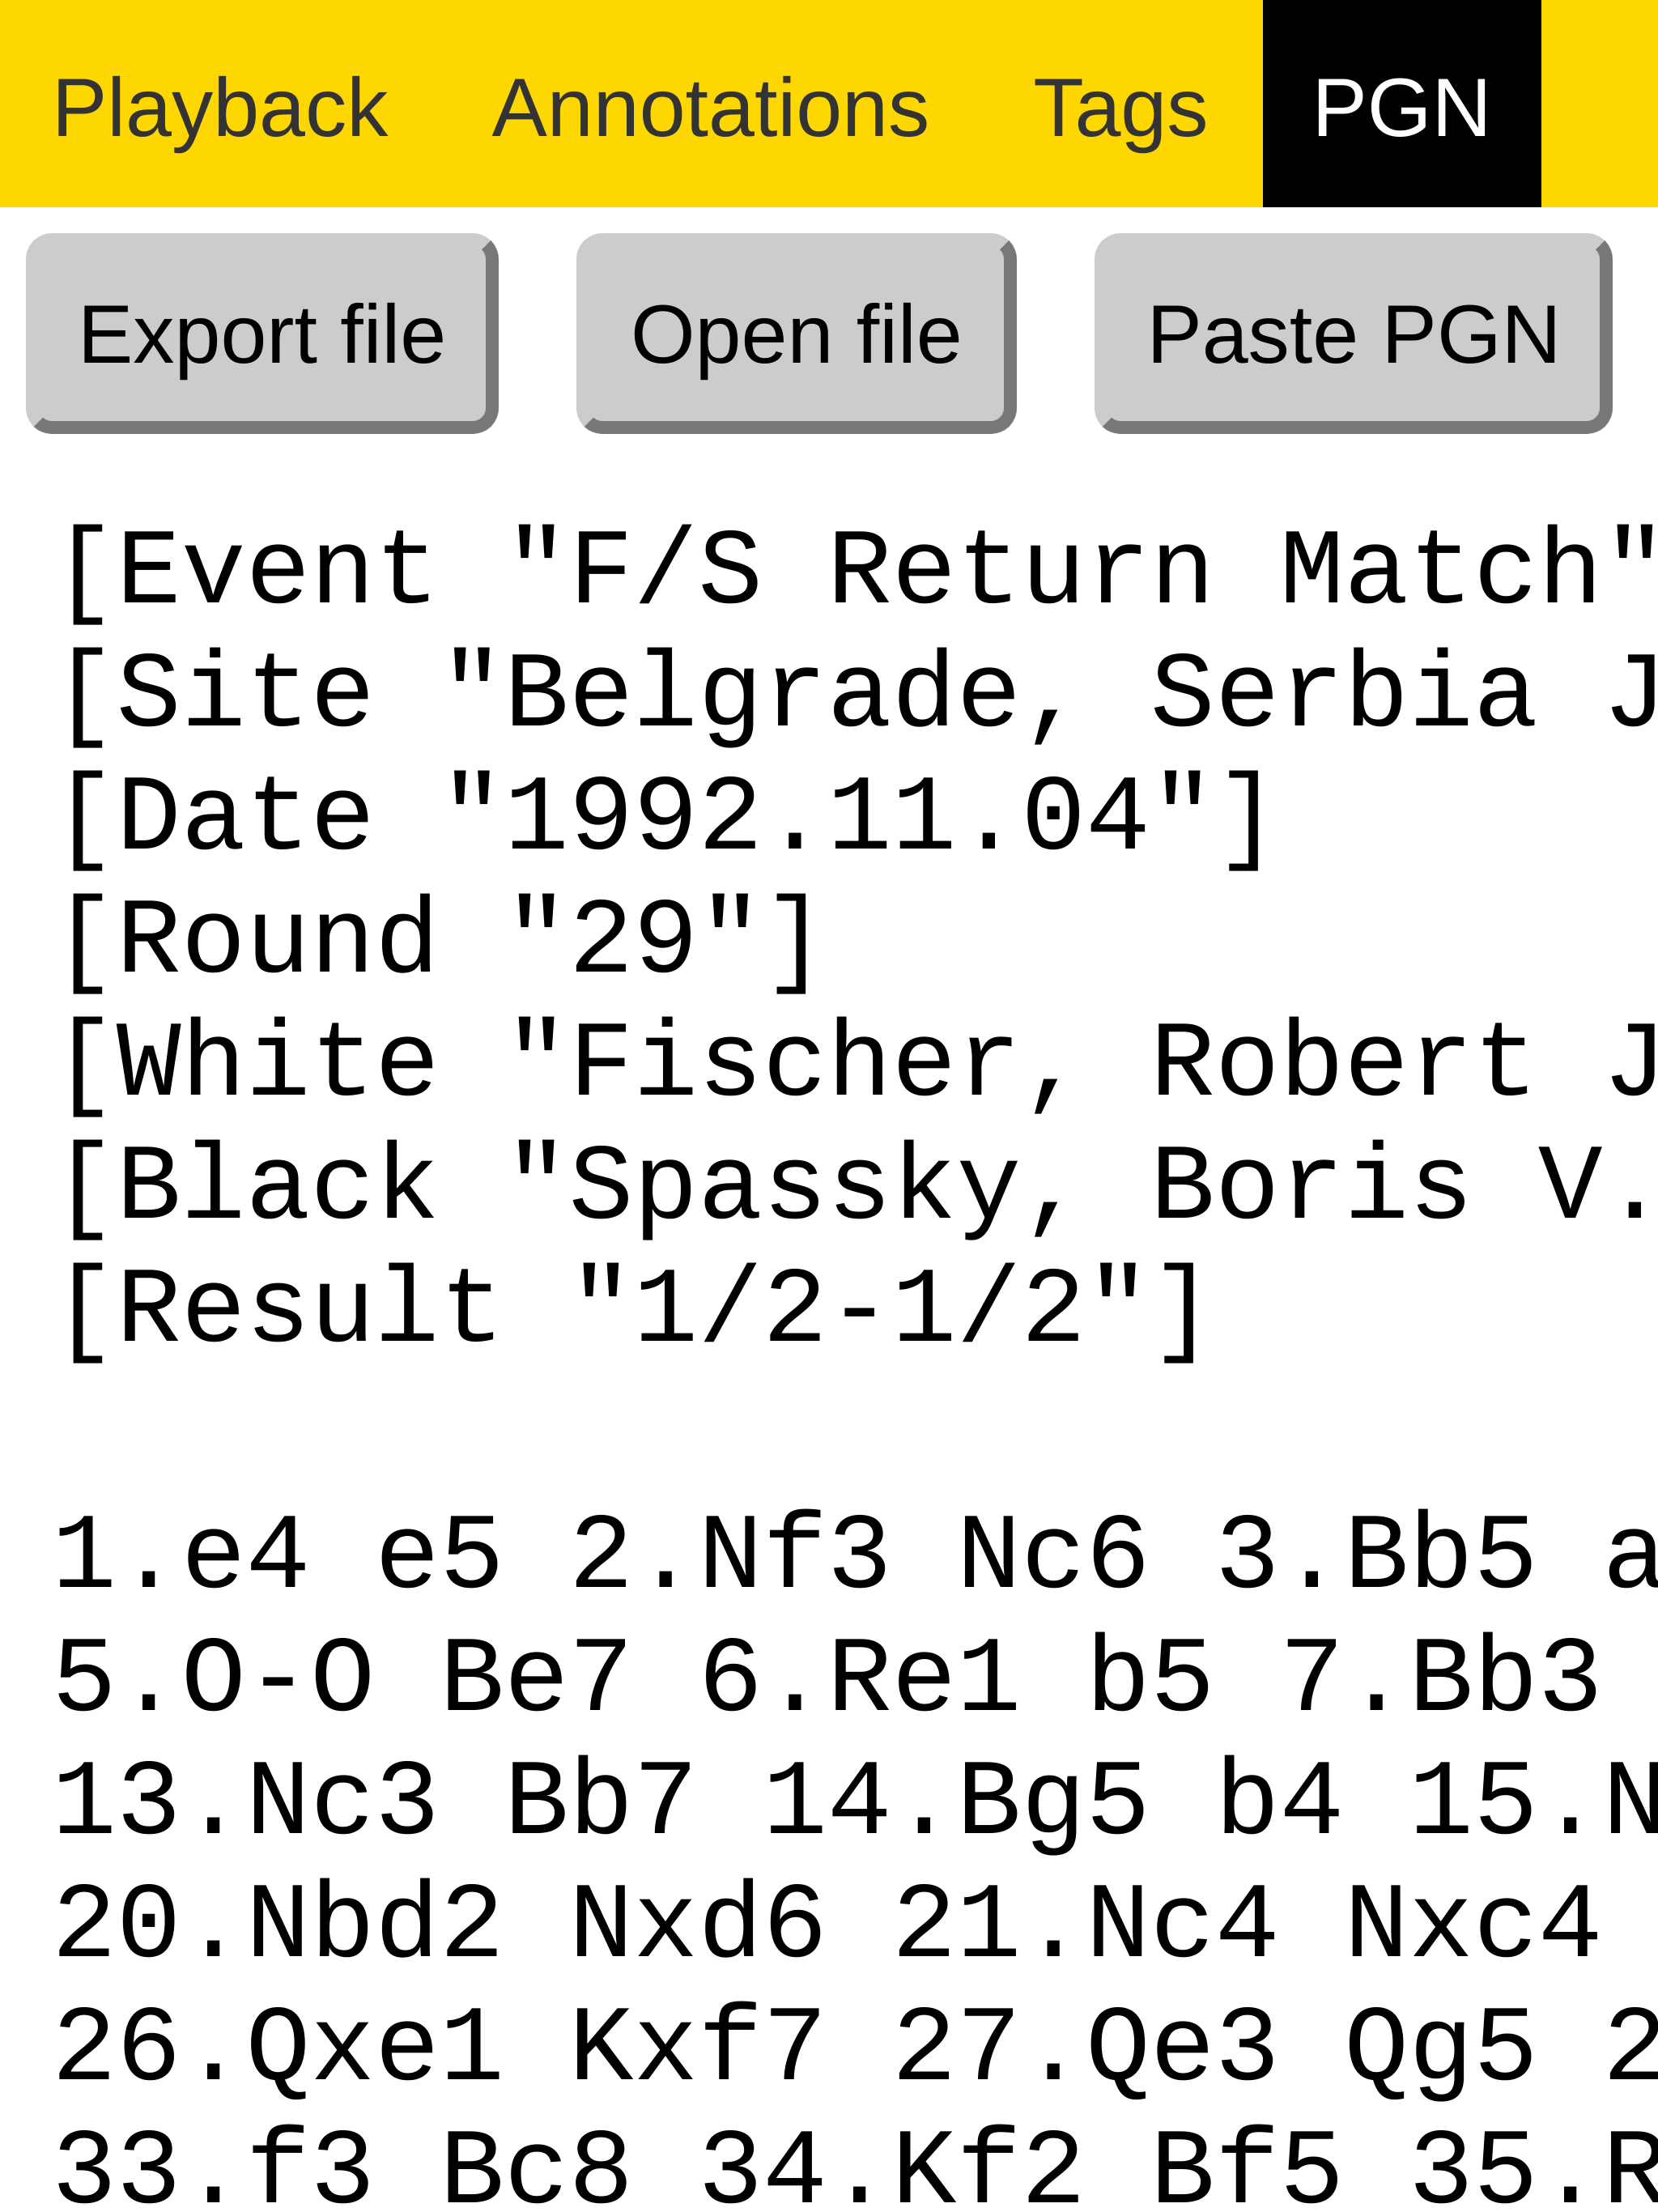 Playback Annotations Tags PGN
Export file Open file Paste PGN
[Event "F/S Return Match"
[Site "Belgrade, Serbia J
[Date "1992.11.04"]
[Round "29"]
[White "Fischer, Robert J
[Black "Spassky, Boris V.
[Result "1/2-1/2"]
1.e4 e5 2.Nf3 Nc6 3.Bb5 a
5.O-O Be7 6.Re1 b5 7.Bb3
13.Nc3 Bb7 14.Bg5 b4 15.N
20.Nbd2 Nxd6 21.Nc4 Nxc4
26.Qxe1 Kxf7 27.Qe3 Qg5 2
33.f3 Bc8 34.Kf2 Bf5 35.R